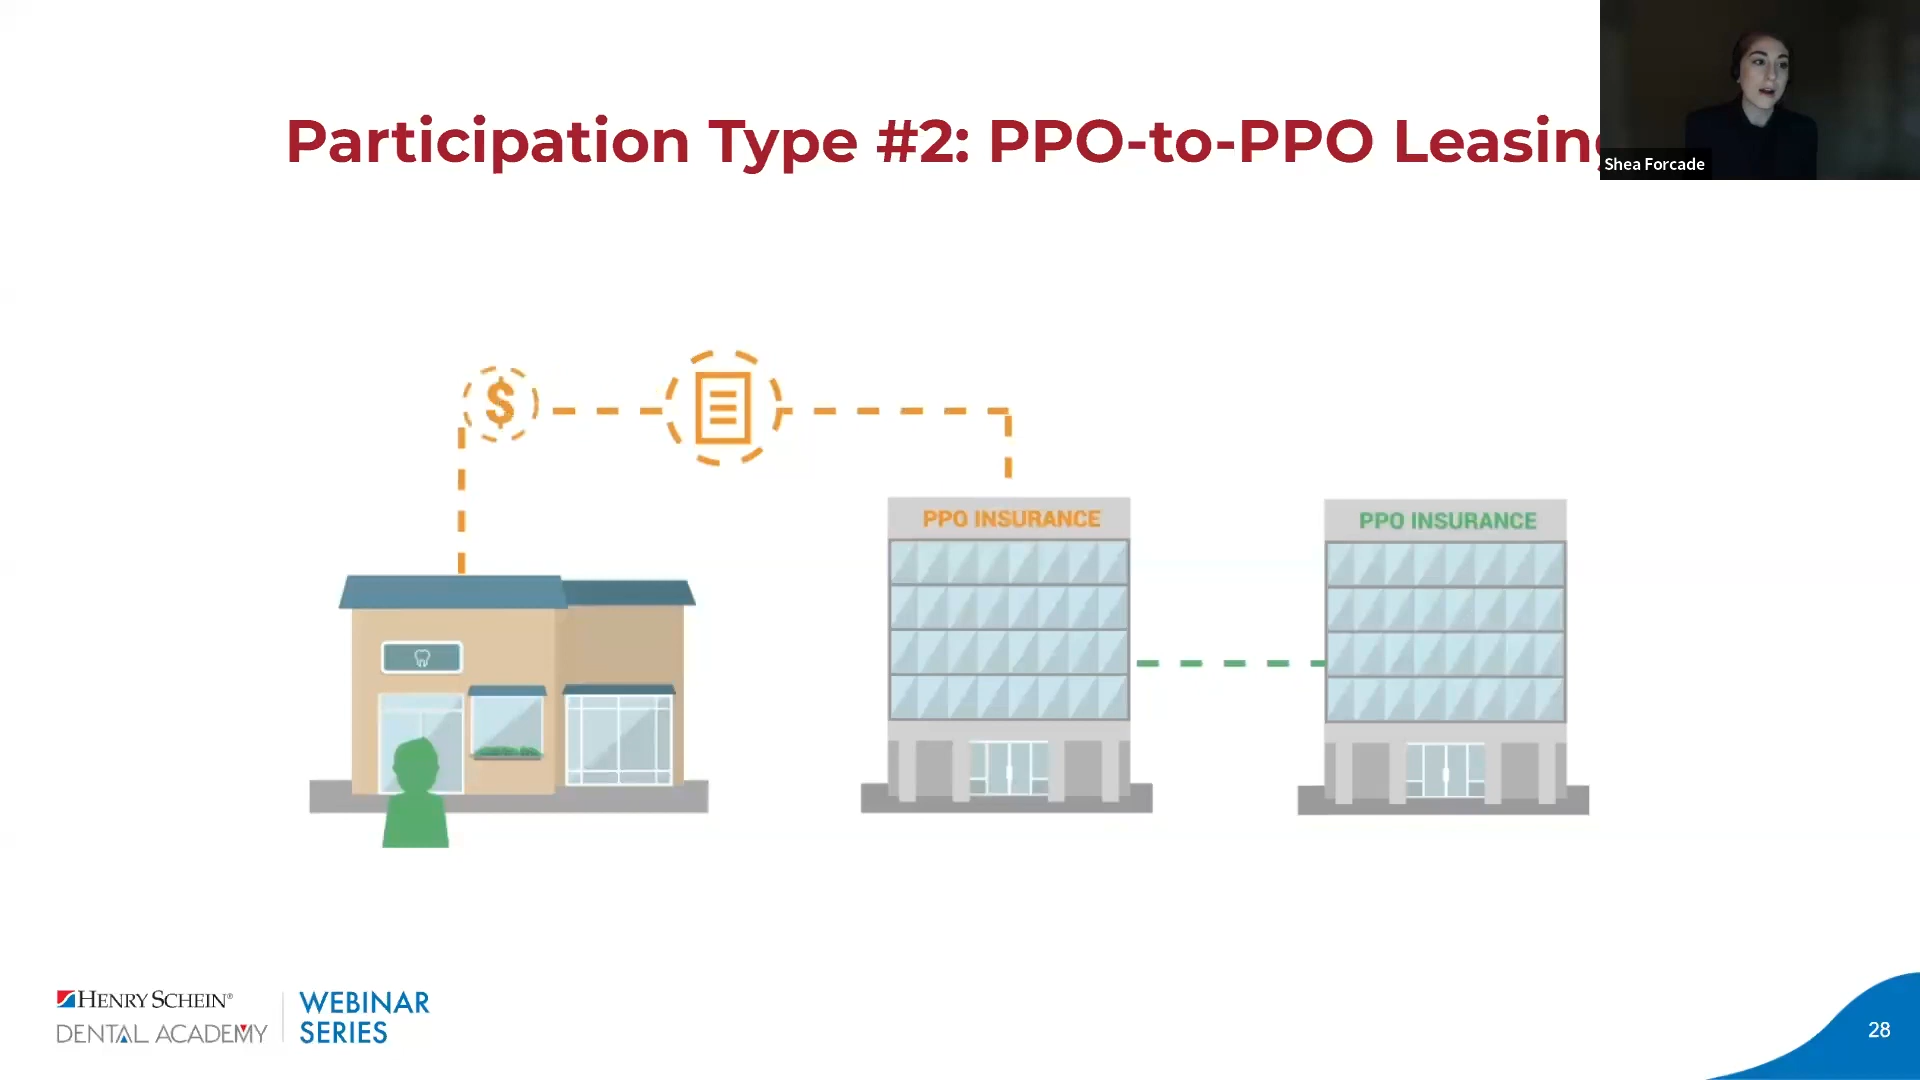 Participation Type #2: PPO-to-PPO Leasing
Shea Forcade
$
PPO INSURANCE
PPO INSURANCE
HENRY SCHEIN®
DENTAL ACADEMY
WEBINAR
SERIES
28